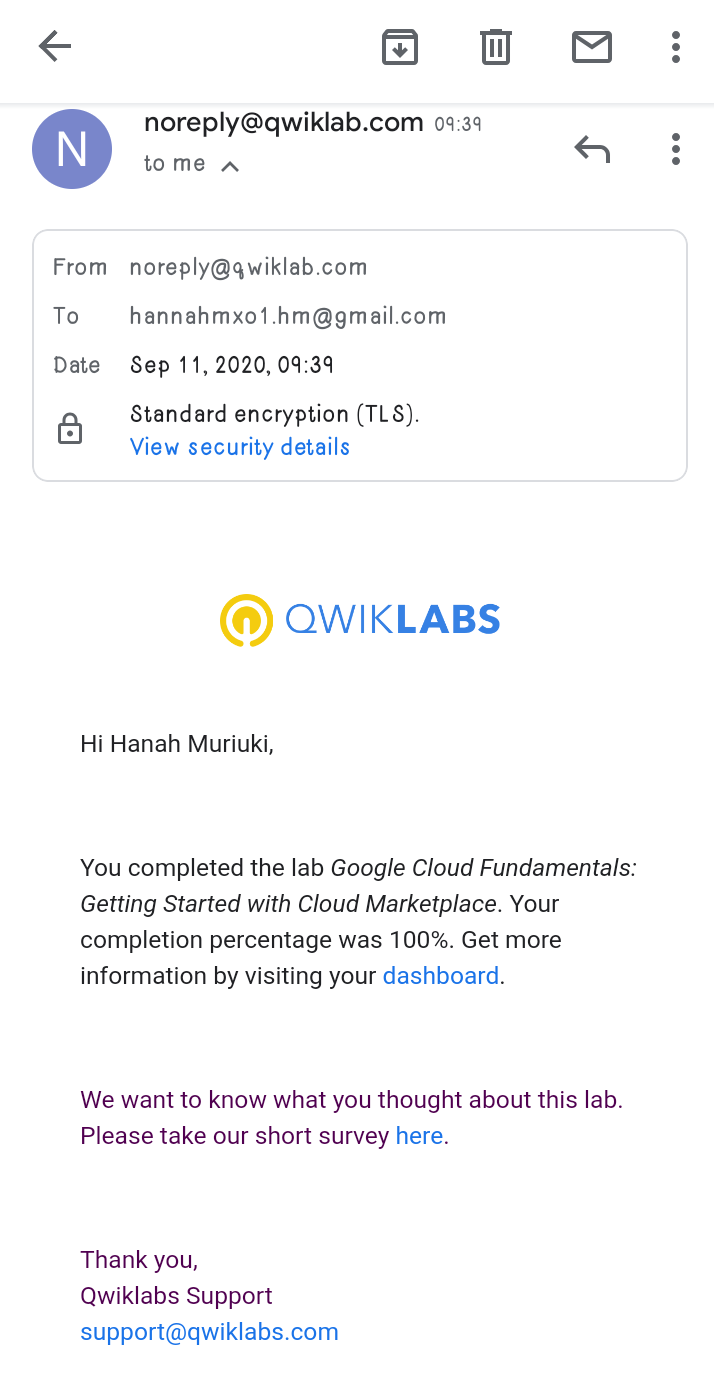 N
noreply@qwiklab.com 09:39
to me
From noreply@qwiklab.com
To hannahmx01.hm@gmail.com
Date Sep 11, 2020, 09:39
Standard encryption (TLS).
View security details
QWIKLABS
Hi Hanah Muriuki,
You completed the lab Google Cloud Fundamentals:
Getting Started with Cloud Marketplace. Your
completion percentage was 100%. Get more
information by visiting your dashboard.
We want to know what you thought about this lab.
Please take our short survey here.
Thank you,
Qwiklabs Support
support@qwiklabs.com